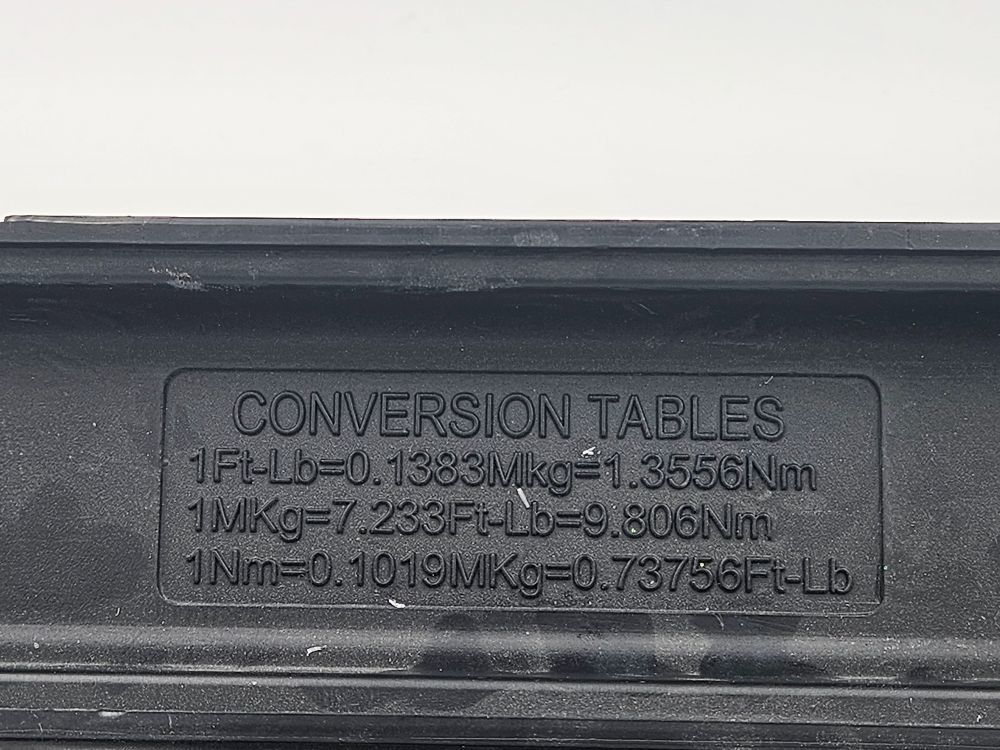 CONVERSION TABLES
1Ft-Lb=0.1383Mkg=1.3556Nm
1MKg=7.233Ft-Lb=9.806Nm
1Nm=0.1019MKg=0.73756Ft-Lb